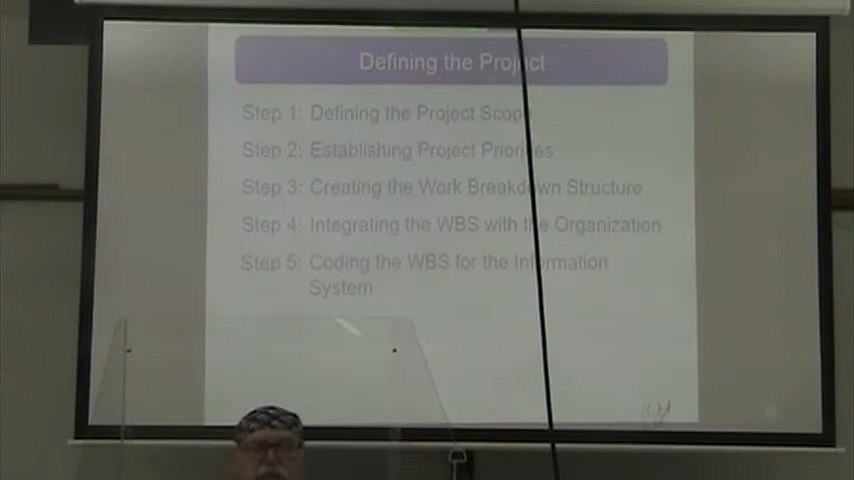 Defining the Project
Step 1: Defining the Project Scope
Step 2: Establishing Project Priorities
Step 3: Creating the Work Breakdown Structure
Step 4: Integrating the WBS with the Organization
Step 5: Coding the WBS for the Information
System